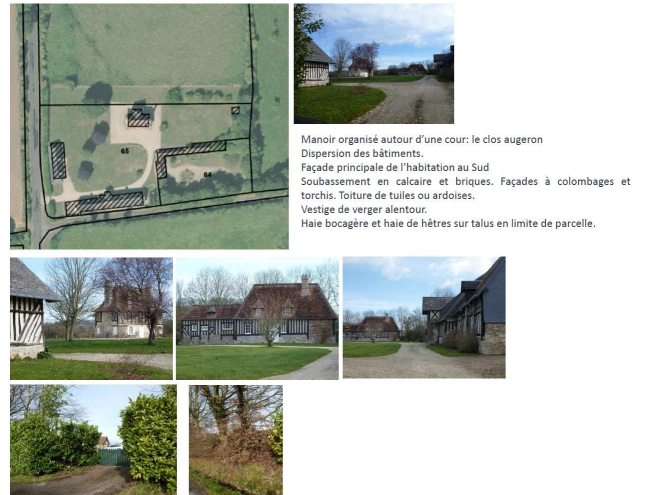 65
64
Manoir organisé autour d'une cour: le clos augeron
Dispersion des bâtiments.
Façade principale de l'habitation au Sud
Soubassement en calcaire et briques. Façades à colombages et
torchis. Toiture de tuiles ou ardoises.
Vestige de verger alentour.
Haie bocagère et haie de hêtres sur talus en limite de parcelle.